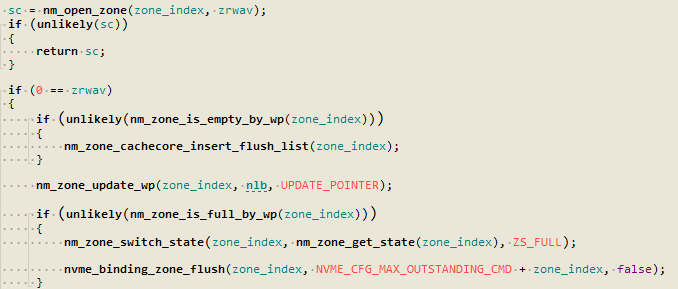 sc = nm_open_zone(zone_index, zrwav);
if (unlikely(sc))
{
return sc;
}
if (0 == zrwav)
{
if (unlikely(nm_zone_is_empty_by_wp(zone_index)))
{
nm_zone_cachecore_insert_flush_list(zone_index);
}
nm_zone_update_wp(zone_index, nlb, UPDATE_POINTER);
if (unlikely(nm_zone_is_full_by_wp(zone_index)))
{
nm_zone_switch_state(zone_index, nm_zone_get_state(zone_index), ZS_FULL);
nvme_binding_zone_flush(zone_index, NVME_CFG_MAX_OUTSTANDING_CMD + zone_index, false);
}